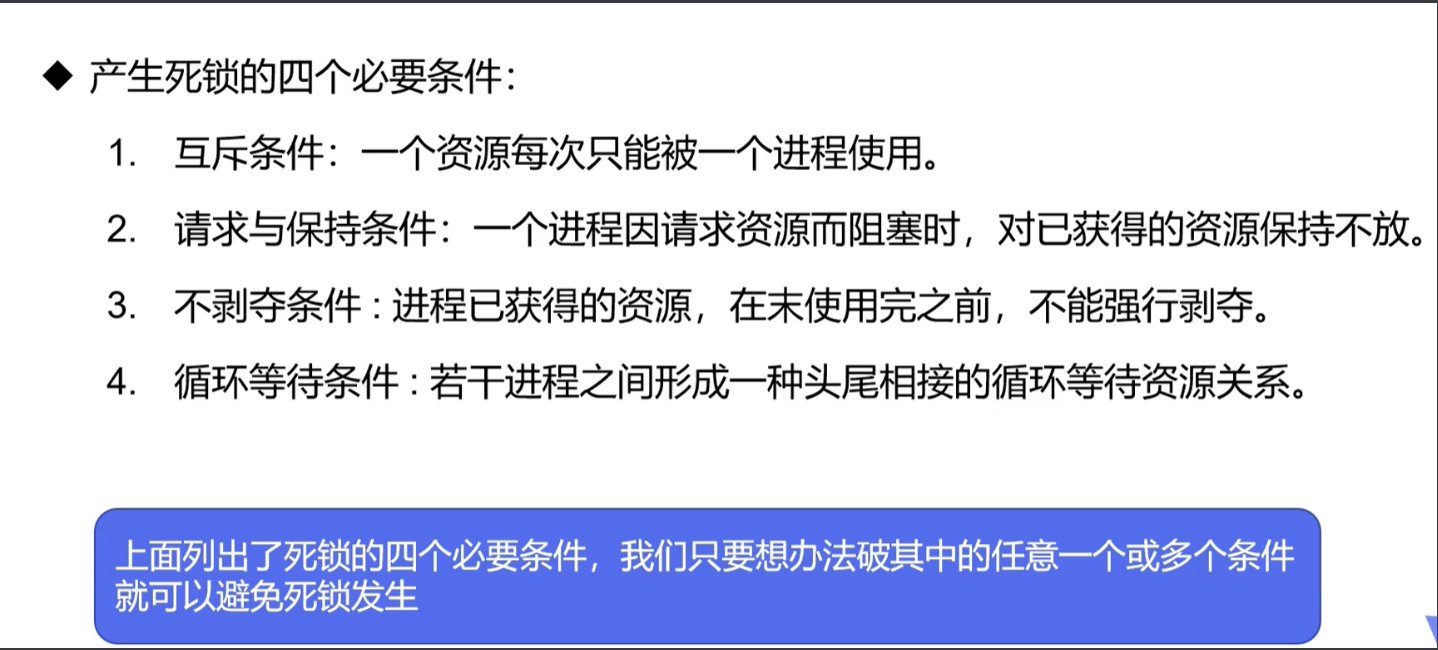 ◆ 产生死锁的四个必要条件：
1. 互斥条件：一个资源每次只能被一个进程使用。
2. 请求与保持条件：一个进程因请求资源而阻塞时，对已获得的资源保持不放。
3. 不剥夺条件 : 进程已获得的资源，在末使用完之前，不能强行剥夺。
4. 循环等待条件 : 若干进程之间形成一种头尾相接的循环等待资源关系。
上面列出了死锁的四个必要条件，我们只要想办法破其中的任意一个或多个条件
就可以避免死锁发生